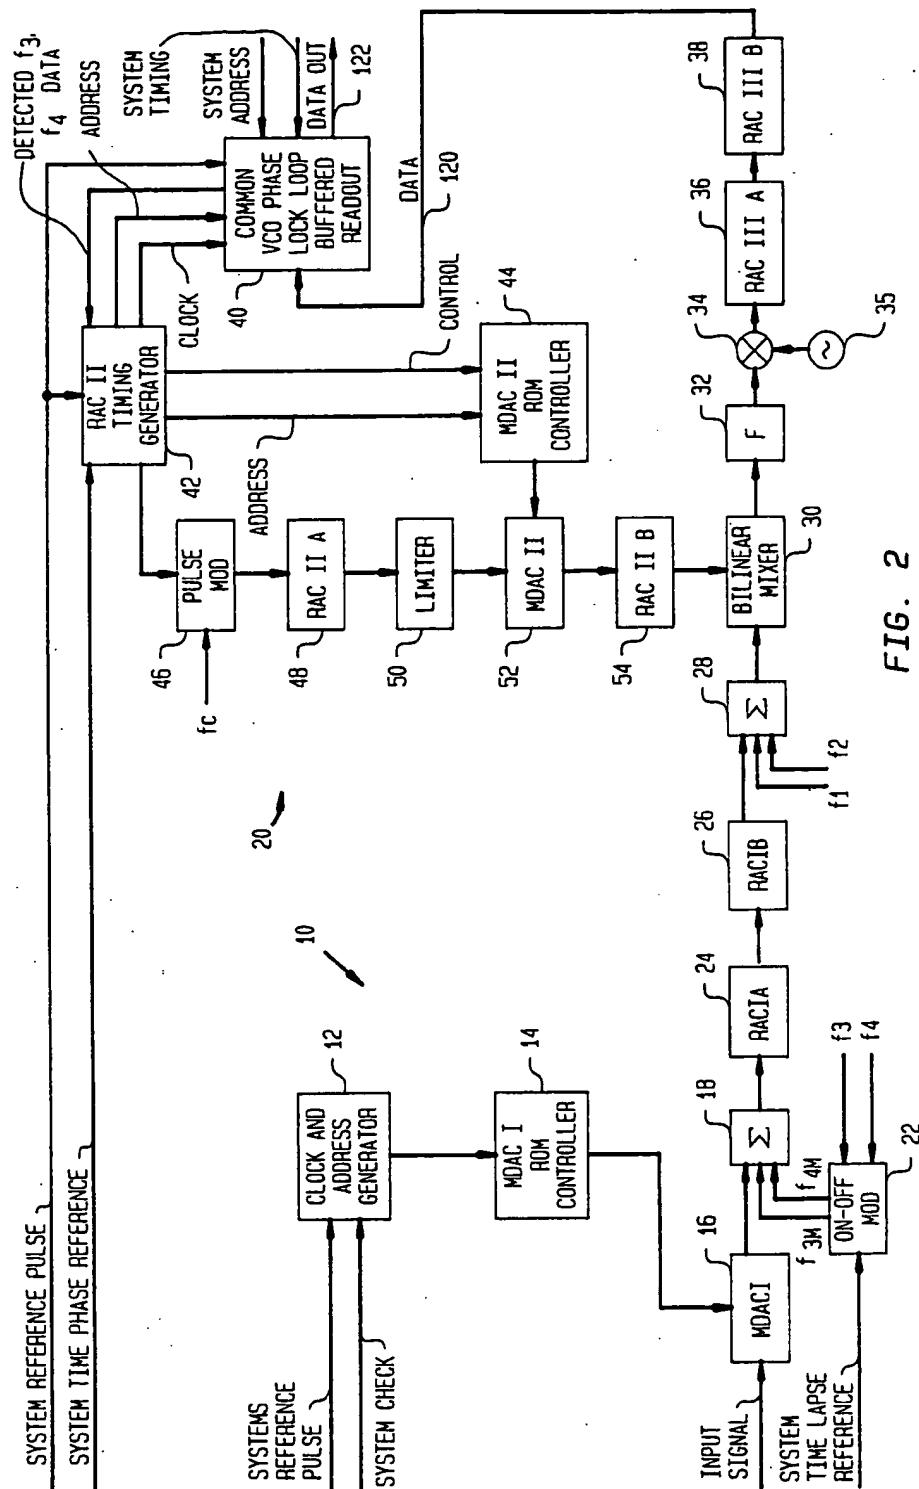 SYSTEM REFERENCE PULSE
SYSTEM TIME PHASE REFERENCE
SYSTEMS
REFERENCE
PULSE
SYSTEM CHECK
CLOCK AND
ADDRESS
GENERATOR
12
MDAC I
ROM
CONTROLLER
14
10
20
INPUT
SIGNAL
SYSTEM
TIME LAPSE
REFERENCE
MDACI
16
f3M
f4M
ON-OFF
MOD
22
f3
f4
Σ
18
RACIA
24
RACIB
26
Σ
28
f1
f2
BILINEAR
MIXER
30
F
32
34
35
RAC III A
36
RAC III B
38
DETECTED f3,
f4 DATA
ADDRESS
SYSTEM
TIMING
SYSTEM
ADDRESS
DATA OUT
122
RAC II
TIMING
GENERATOR
42
CLOCK
COMMON
VCO PHASE
LOCK LOOP
BUFFERED
READOUT
40
DATA
120
CONTROL
ADDRESS
MDAC II
ROM
CONTROLLER
44
fc
PULSE
MOD
46
RAC II A
48
LIMITER
50
MDAC II
52
RAC II B
54
FIG. 2